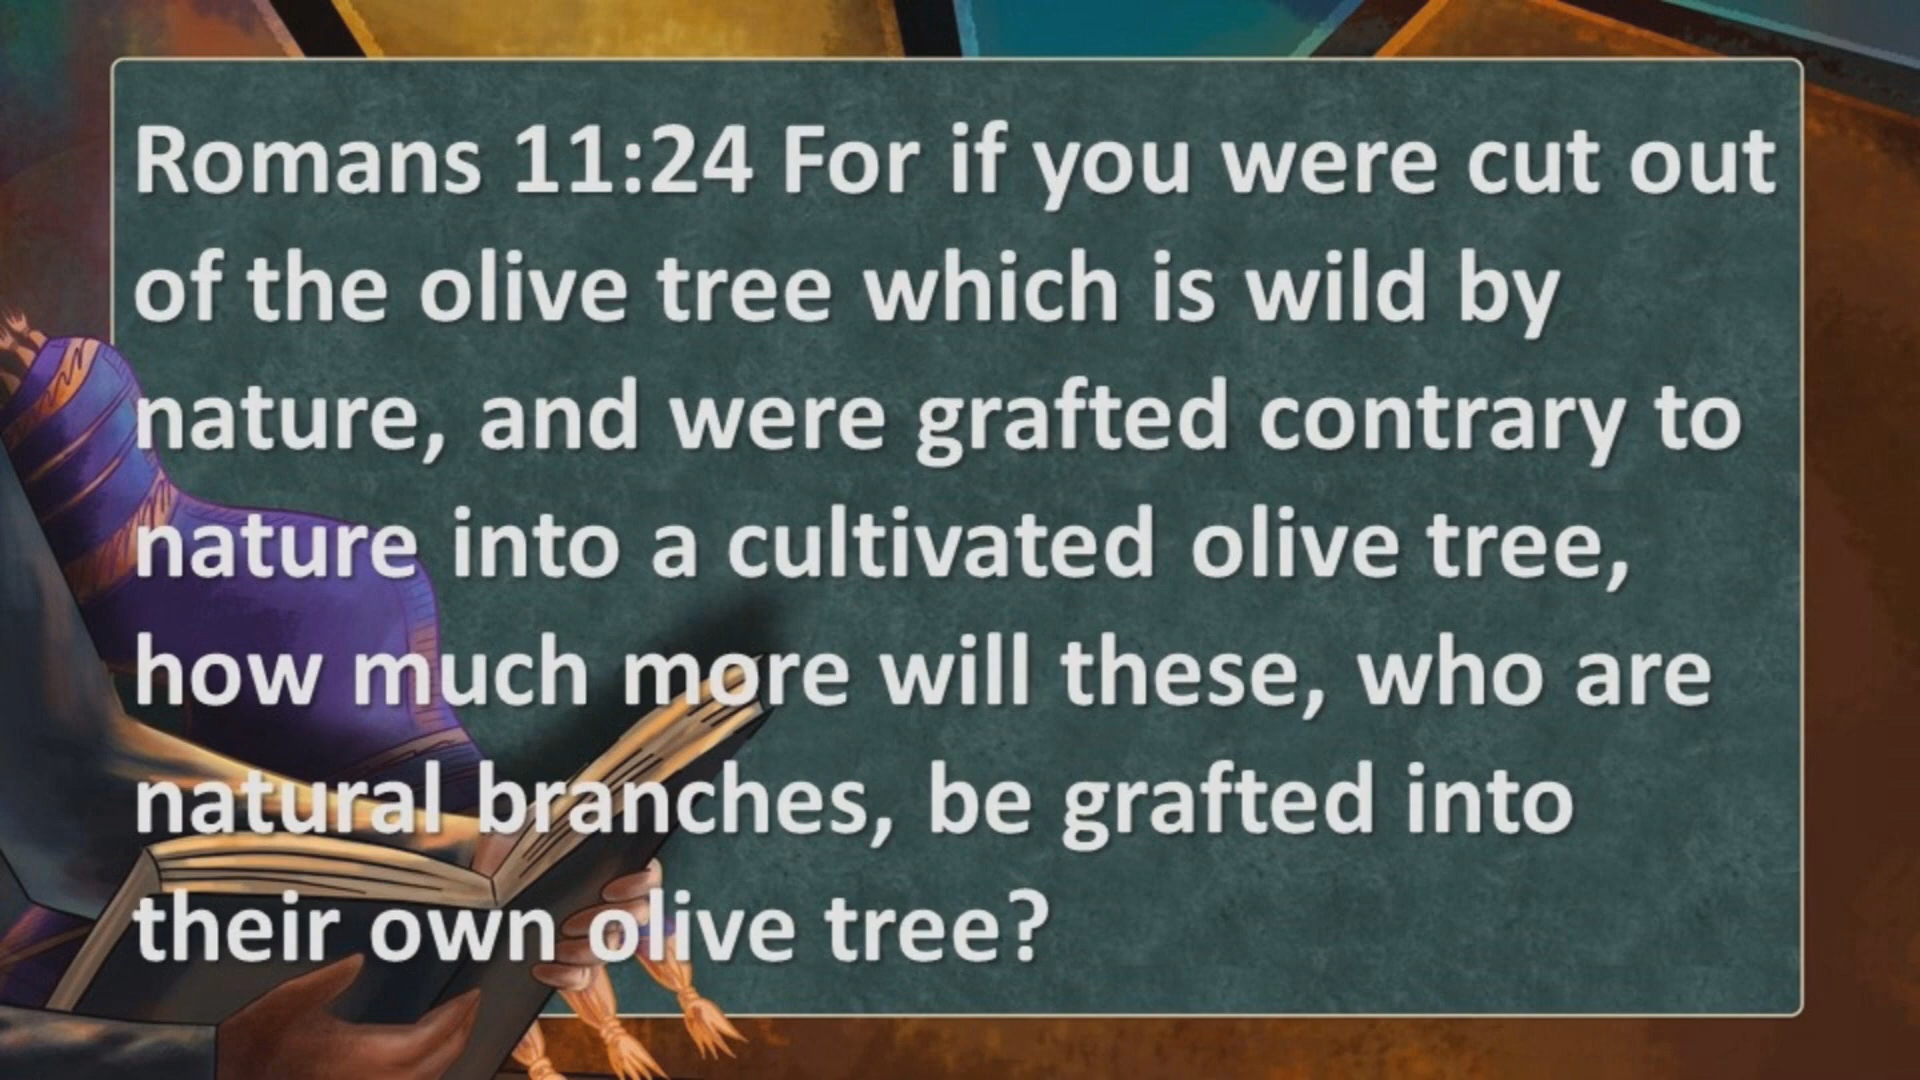 Romans 11:24 For if you were cut out
of the olive tree which is wild by
nature, and were grafted contrary to
nature into a cultivated olive tree,
how much more will these, who are
natural branches, be grafted into
their own olive tree?